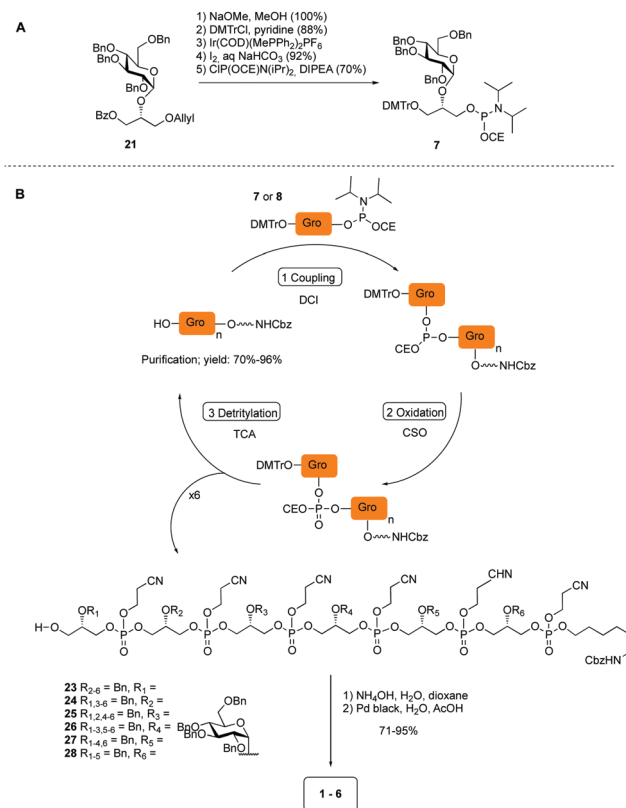 A
1) NaOMe, MeOH (100%)
2) DMTrCl, pyridine (88%)
3) Ir(COD)(MePPh2)2PF6
4) I2, aq NaHCO3 (92%)
5) ClP(OCE)N(iPr)2, DIPEA (70%)
OBn
BnO
BnO
BnO
O
O
BzO
OAllyl
21
OBn
BnO
BnO
BnO
O
O
DMTrO
O
P
N
OCE
7
B
7 or 8
DMTrO
Gro
O
P
N
OCE
1 Coupling
DCI
HO
Gro
n
O
NHCbz
Purification; yield: 70%-96%
DMTrO
Gro
O
P
O
CEO
Gro
n
O
NHCbz
3 Detritylation
TCA
2 Oxidation
CSO
x6
DMTrO
Gro
O
CEO
P
O
O
Gro
n
O
NHCbz
CN
CN
CN
CN
CHN
CN
H
O
OR1
O
P
O
O
O
OR2
O
P
O
O
O
OR3
O
P
O
O
O
OR4
O
P
O
O
O
OR5
O
P
O
O
O
OR6
O
P
O
O
O
CbzHN
23 R2-6 = Bn, R1 =
24 R1,3-6 = Bn, R2 =
25 R1,2,4-6 = Bn, R3 =
26 R1-3,5-6 = Bn, R4 =
27 R1-4,6 = Bn, R5 =
28 R1-5 = Bn, R6 =
OBn
BnO
BnO
BnO
O
1) NH4OH, H2O, dioxane
2) Pd black, H2O, AcOH
71-95%
1 - 6